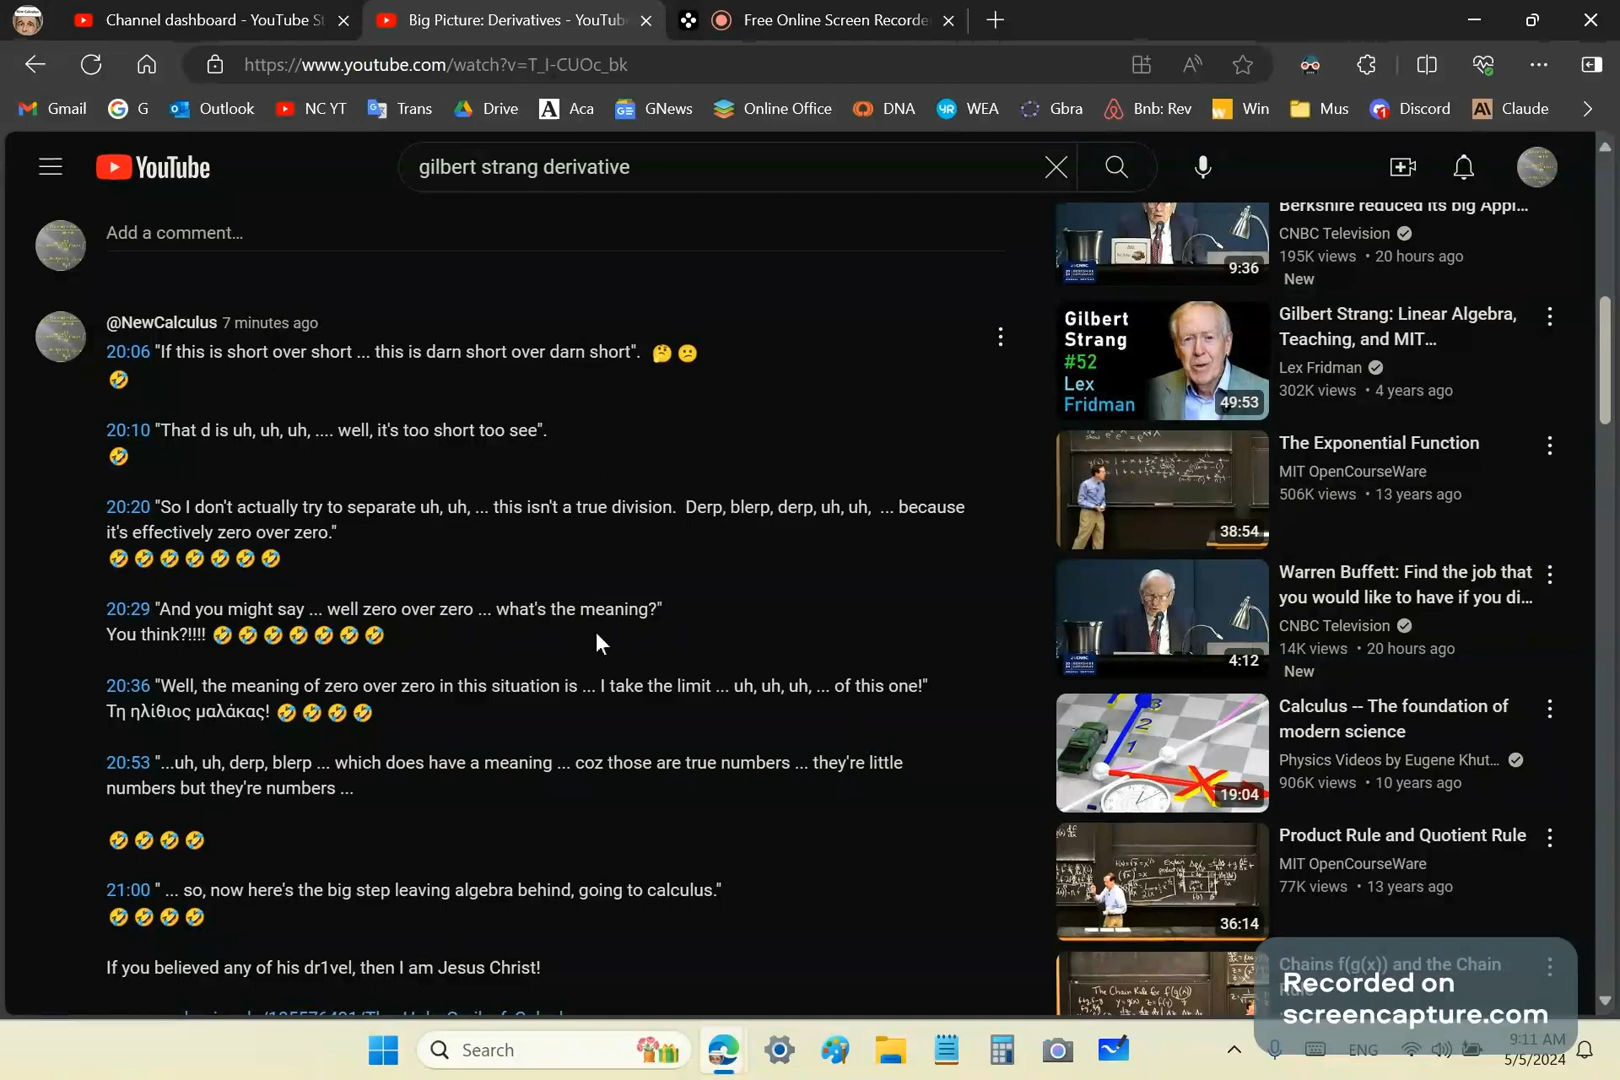 Channel dashboard - YouTube St
Big Picture: Derivatives - YouTub
Free Online Screen Recorde
https://www.youtube.com/watch?v=T_I-CUOc_bk
Gmail
G
Outlook
NC YT
Trans
Drive
Aca
GNews
Online Office
DNA
WEA
Gbra
Bnb: Rev
Win
Mus
Discord
Claude
YouTube
gilbert strang derivative
Add a comment...
@NewCalculus 7 minutes ago
20:06 "If this is short over short ... this is darn short over darn short". 🤔 😕
🤣
20:10 "That d is uh, uh, uh, .... well, it's too short too see".
🤣
20:20 "So I don't actually try to separate uh, uh, ... this isn't a true division.  Derp, blerp, derp, uh, uh,  ... because
it's effectively zero over zero."
🤣 🤣 🤣 🤣 🤣 🤣 🤣
20:29 "And you might say ... well zero over zero ... what's the meaning?"
You think?!!!! 🤣 🤣 🤣 🤣 🤣 🤣 🤣
20:36 "Well, the meaning of zero over zero in this situation is ... I take the limit ... uh, uh, uh, ... of this one!"
Τη ηλίθιος μαλάκας! 🤣 🤣 🤣 🤣
20:53 "...uh, uh, derp, blerp ... which does have a meaning ... coz those are true numbers ... they're little
numbers but they're numbers ...
🤣 🤣 🤣 🤣
21:00 " ... so, now here's the big step leaving algebra behind, going to calculus."
🤣 🤣 🤣 🤣
If you believed any of his dr1vel, then I am Jesus Christ!
Berkshire reduced its big Appl...
CNBC Television
195K views • 20 hours ago
New
9:36
Gilbert
Strang
#52
Lex
Fridman
49:53
Gilbert Strang: Linear Algebra,
Teaching, and MIT...
Lex Fridman
302K views • 4 years ago
38:54
The Exponential Function
MIT OpenCourseWare
506K views • 13 years ago
4:12
Warren Buffett: Find the job that
you would like to have if you di...
CNBC Television
14K views • 20 hours ago
New
3
2
1
19:04
Calculus -- The foundation of
modern science
Physics Videos by Eugene Khut...
906K views • 10 years ago
36:14
Product Rule and Quotient Rule
MIT OpenCourseWare
77K views • 13 years ago
Chains f(g(x)) and the Chain
Rule
Recorded on
screencapture.com
Search
ENG
9:11 AM
5/5/2024